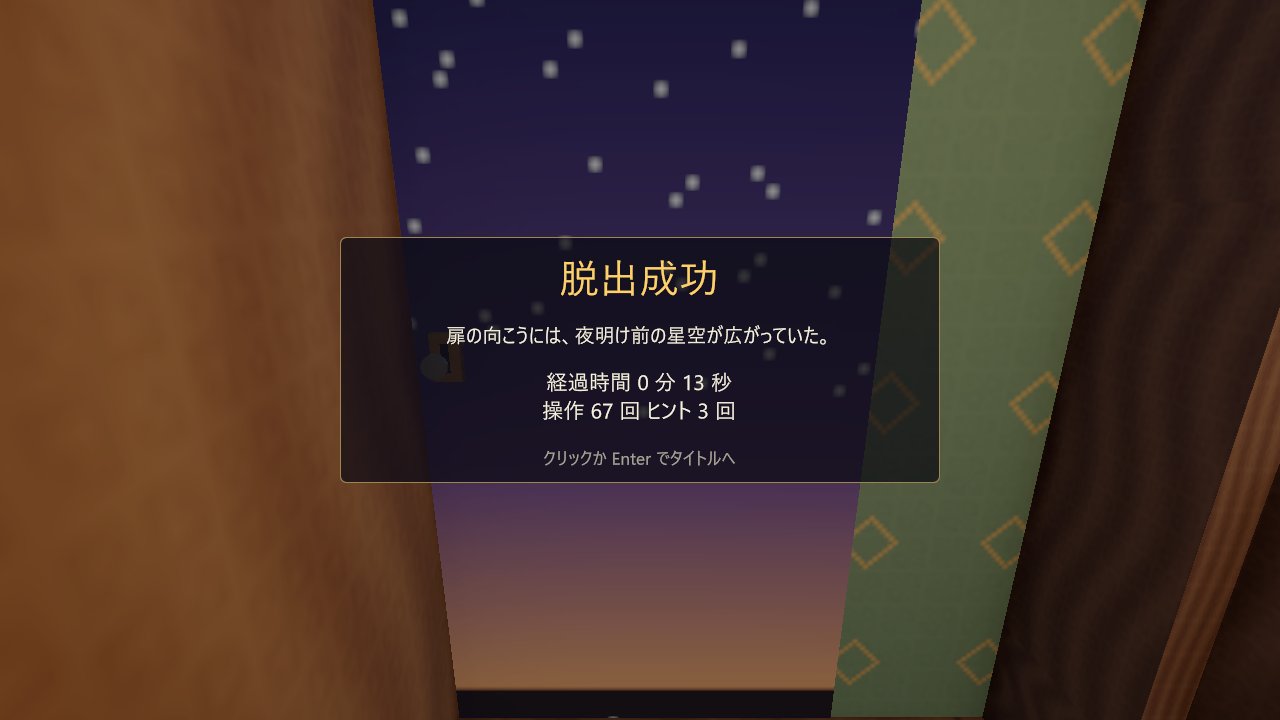 脱出成功
扉の向こうには、夜明け前の星空が広がっていた。
経過時間 0 分 13 秒
操作 67 回 ヒント 3 回
クリックか Enter でタイトルへ